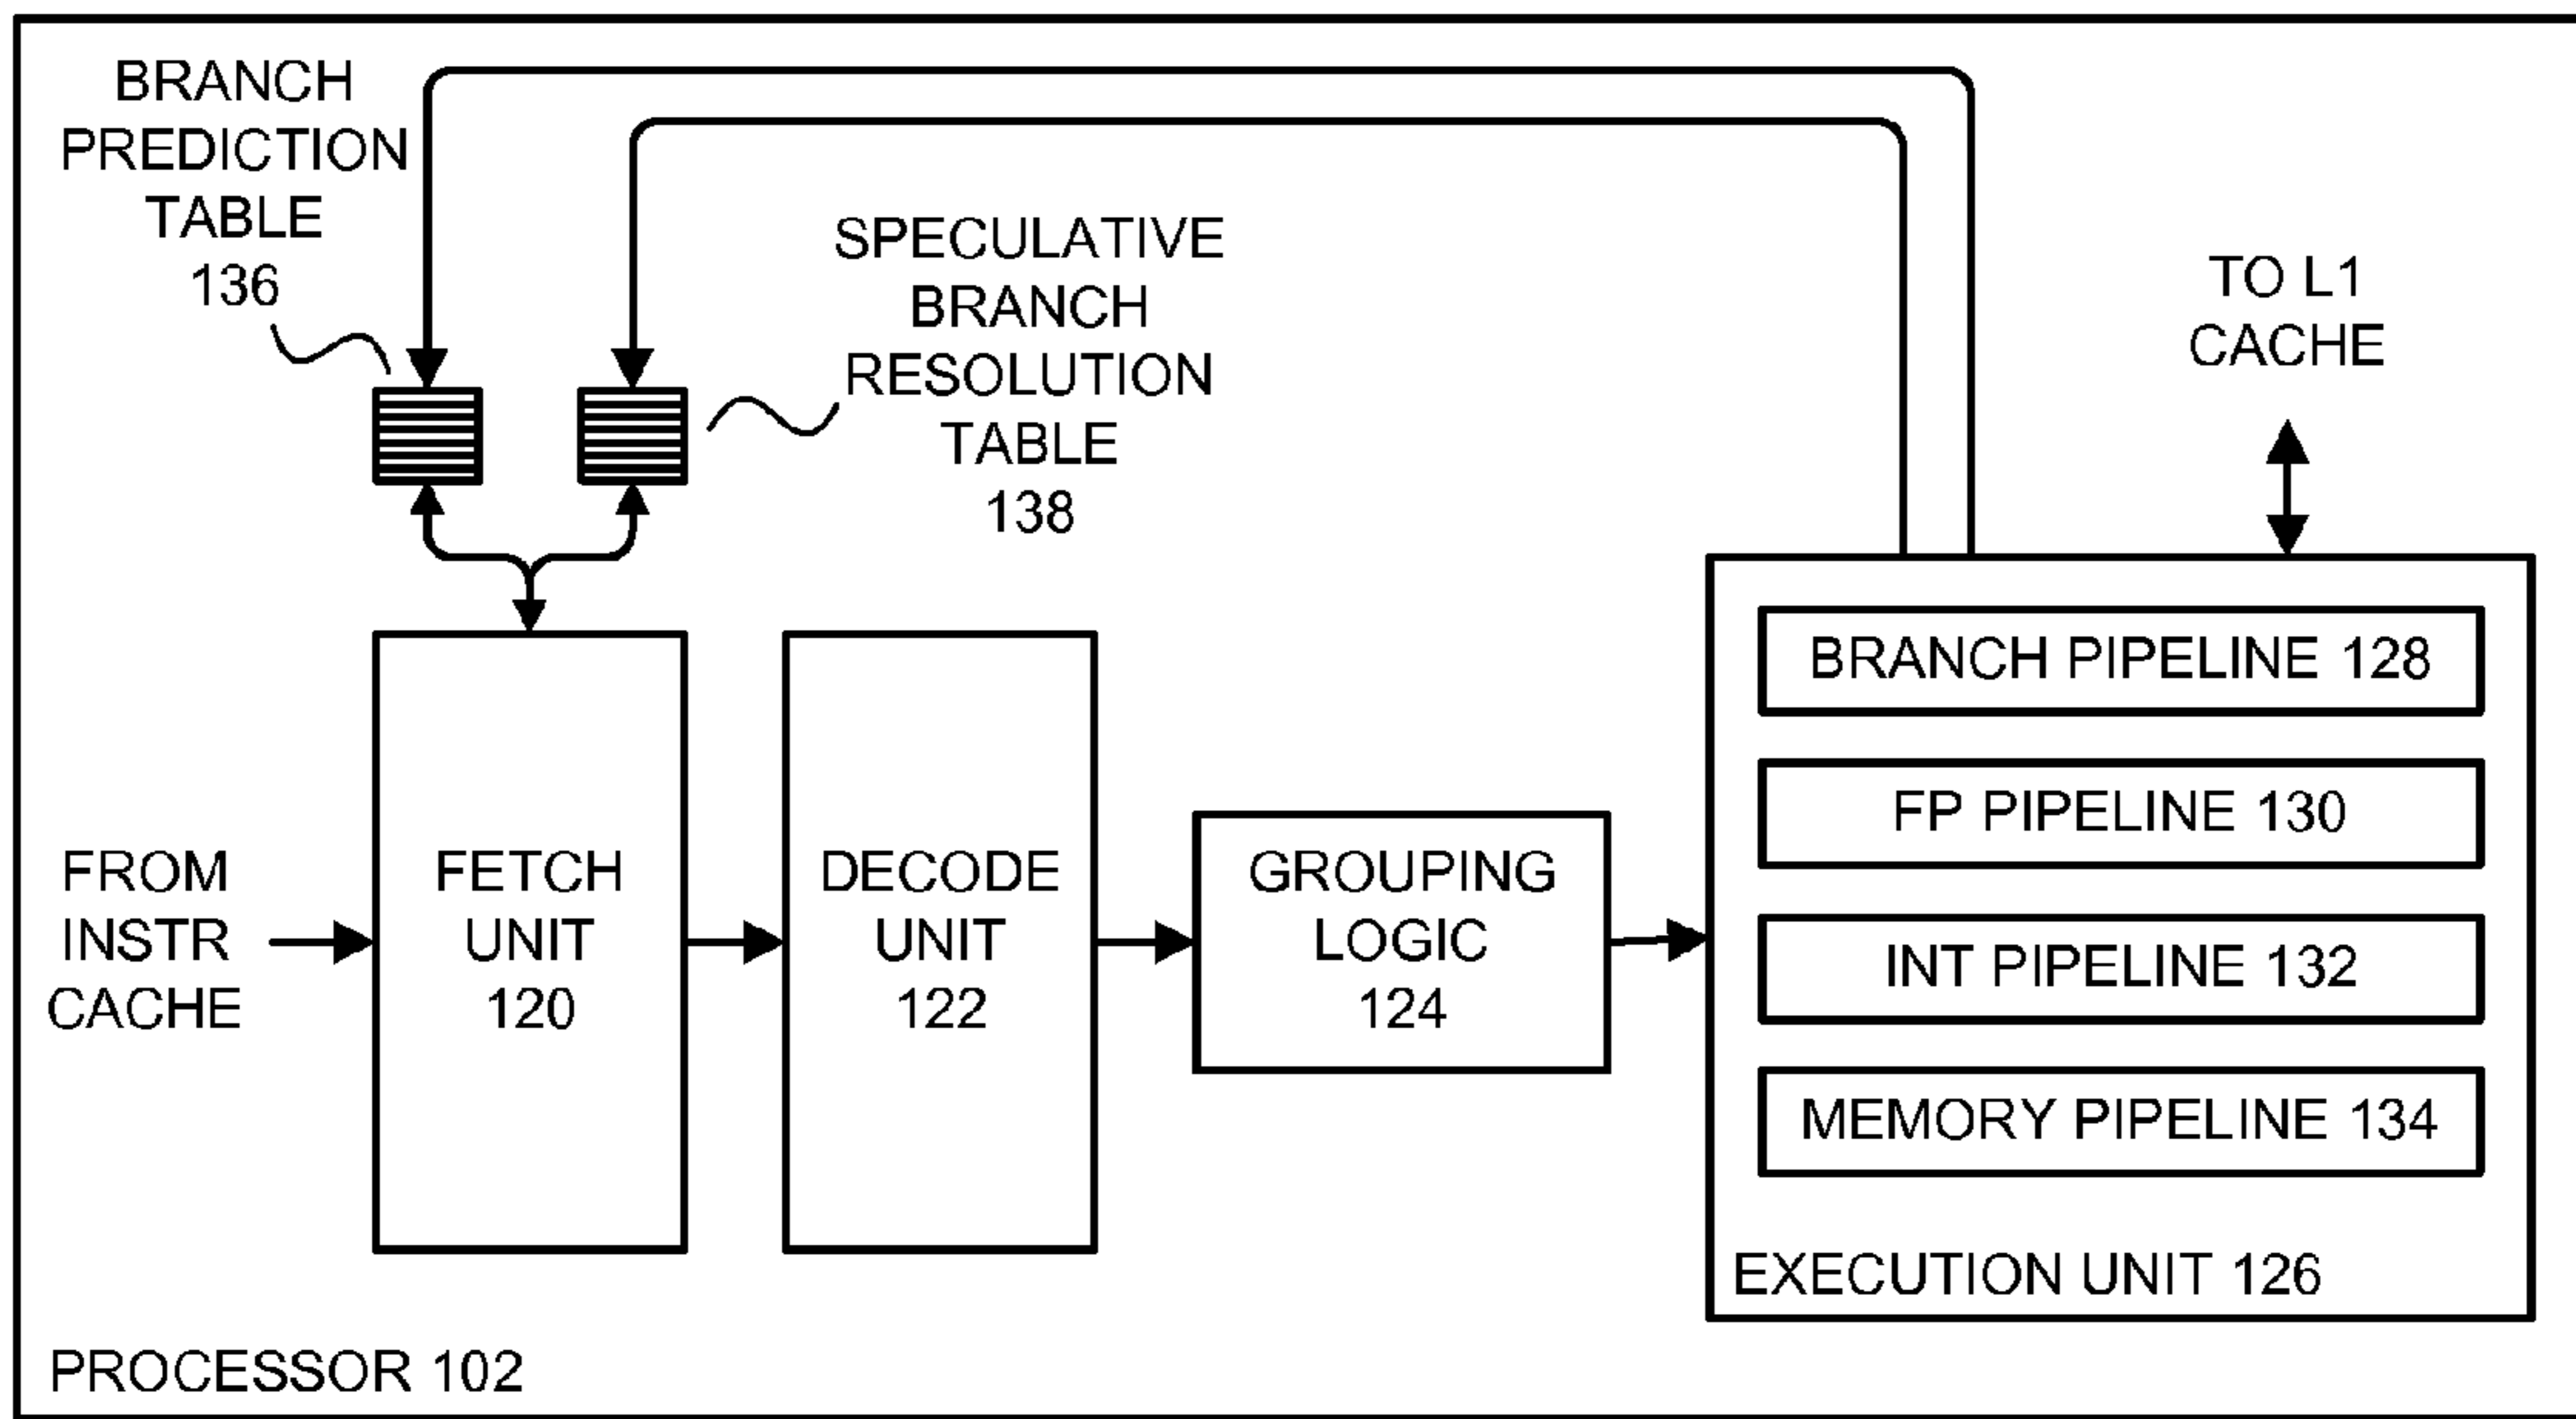 BRANCH
PREDICTION
TABLE
136
SPECULATIVE
BRANCH
RESOLUTION
TABLE
138
TO L1
CACHE
FROM
INSTR
CACHE
FETCH
UNIT
120
DECODE
UNIT
122
GROUPING
LOGIC
124
BRANCH PIPELINE 128
FP PIPELINE 130
INT PIPELINE 132
MEMORY PIPELINE 134
EXECUTION UNIT 126
PROCESSOR 102